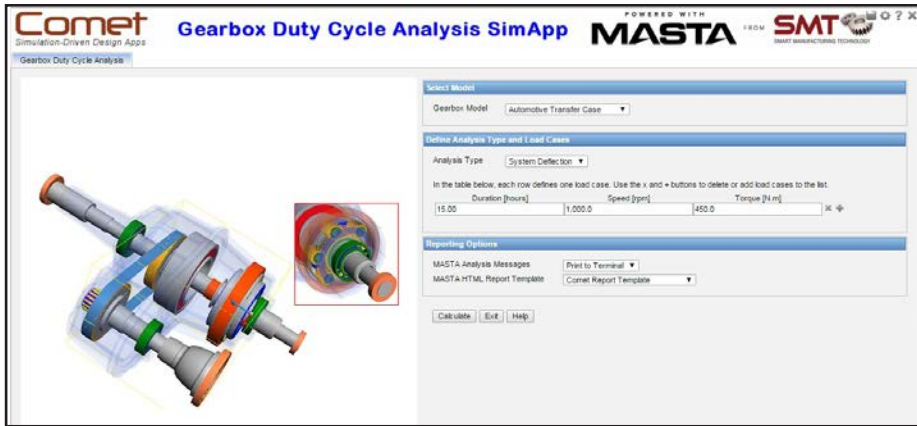 Comet
Simulation-Driven Design Apps
Gearbox Duty Cycle Analysis SimApp
POWERED WITH
MASTA
FROM
SMT
SMART MANUFACTURING TECHNOLOGY
Gearbox Duty Cycle Analysis
Select Model
Gearbox Model Automotive Transfer Case
Define Analysis Type and Load Cases
Analysis Type System Deflection
In the table below, each row defines one load case. Use the x and + buttons to delete or add load cases to the list.
Duration [hours] Speed [rpm] Torque [N.m]
15.00 1,000.0 450.0
Reporting Options
MASTA Analysis Messages Print to Terminal
MASTA HTML Report Template Comet Report Template
Calculate Exit Help